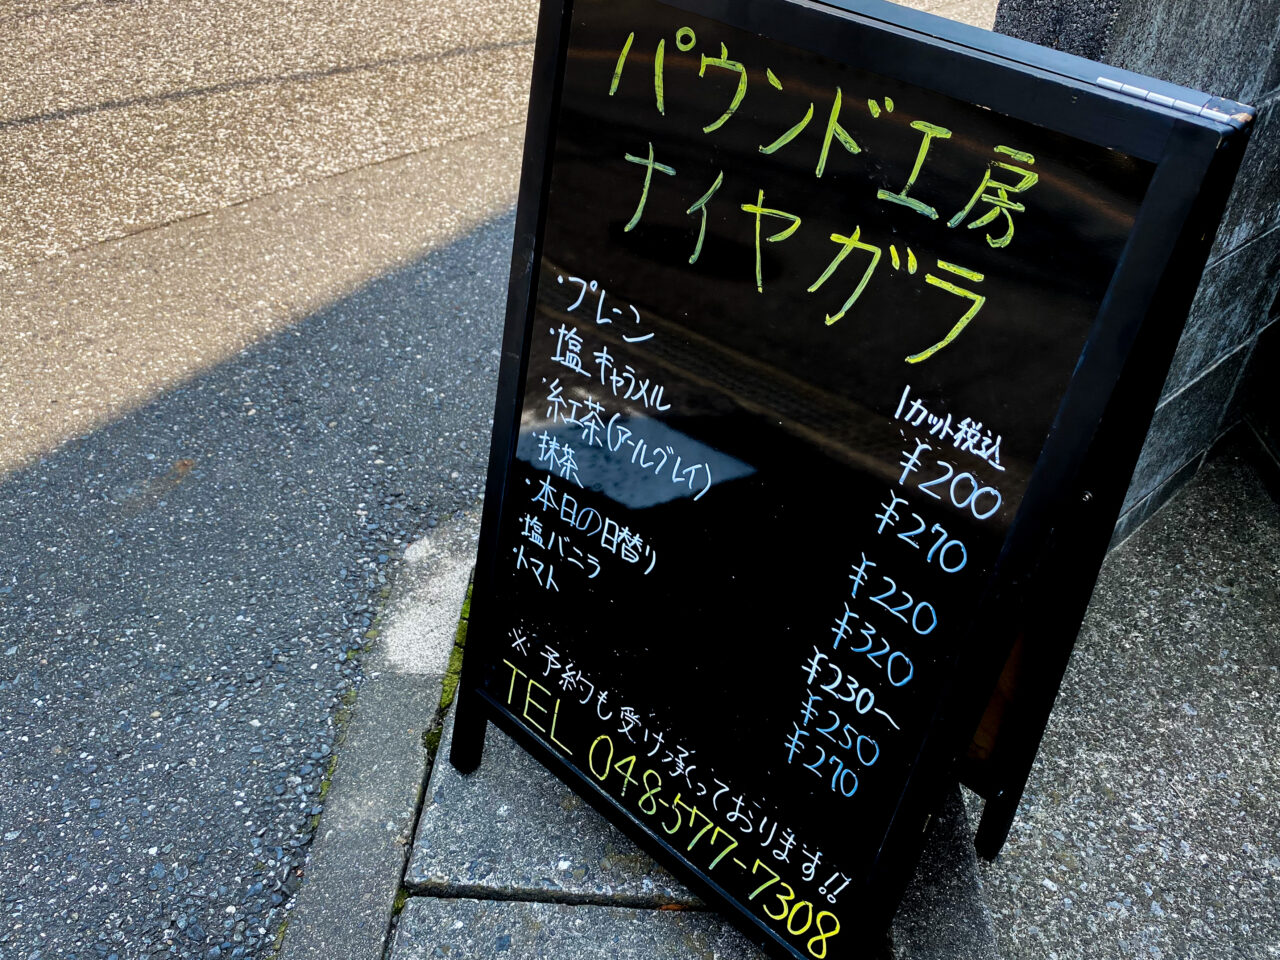 パウンド工房
ナイヤガラ
1カット税込
・プレーン ¥200
・塩キャラメル ¥270
・紅茶(アールグレイ) ¥220
・抹茶 ¥320
・本日の日替り ¥230〜
・塩バニラ ¥250
・トマト ¥270
※予約も受け承っております!!
TEL 048-577-7308